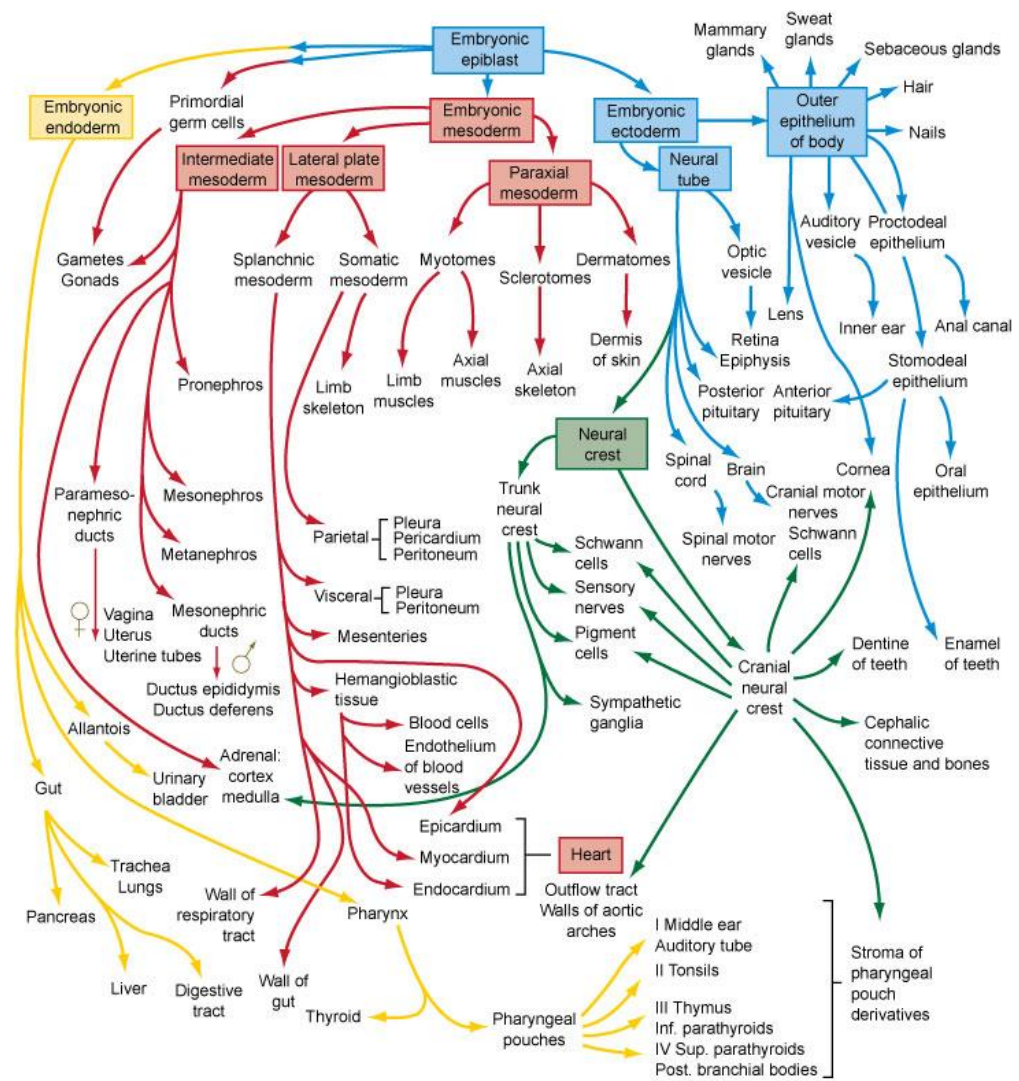 Embryonic
epiblast
Mammary
glands
Sweat
glands
Sebaceous glands
Hair
Nails
Embryonic
endoderm
Primordial
germ cells
Embryonic
mesoderm
Embryonic
ectoderm
Outer
epithelium
of body
Intermediate
mesoderm
Lateral plate
mesoderm
Paraxial
mesoderm
Neural
tube
Gametes
Gonads
Splanchnic
mesoderm
Somatic
mesoderm
Myotomes
Sclerotomes
Dermatomes
Optic
vesicle
Auditory
vesicle
Proctodeal
epithelium
Lens
Inner ear
Anal canal
Pronephros
Limb
skeleton
Limb
muscles
Axial
muscles
Axial
skeleton
Dermis
of skin
Retina
Epiphysis
Posterior
pituitary
Anterior
pituitary
Stomodeal
epithelium
Neural
crest
Spinal
cord
Brain
Cornea
Oral
epithelium
Parameso-
nephric
ducts
Mesonephros
Metanephros
Trunk
neural
crest
Cranial motor
nerves
Schwann
cells
Spinal motor
nerves
Parietal
Pleura
Pericardium
Peritoneum
Visceral
Pleura
Peritoneum
Schwann
cells
Sensory
nerves
Pigment
cells
♀
Vagina
Uterus
Uterine tubes
Mesonephric
ducts
♂
Ductus epididymis
Ductus deferens
Mesenteries
Hemangioblastic
tissue
Blood cells
Endothelium
of blood
vessels
Sympathetic
ganglia
Cranial
neural
crest
Dentine
of teeth
Enamel
of teeth
Cephalic
connective
tissue and bones
Allantois
Gut
Urinary
bladder
Adrenal:
cortex
medulla
Epicardium
Myocardium
Endocardium
Heart
Outflow tract
Walls of aortic
arches
Trachea
Lungs
Pancreas
Liver
Digestive
tract
Wall of
respiratory
tract
Wall of
gut
Pharynx
Thyroid
Pharyngeal
pouches
I Middle ear
Auditory tube
II Tonsils
III Thymus
Inf. parathyroids
IV Sup. parathyroids
Post. branchial bodies
Stroma of
pharyngeal
pouch
derivatives